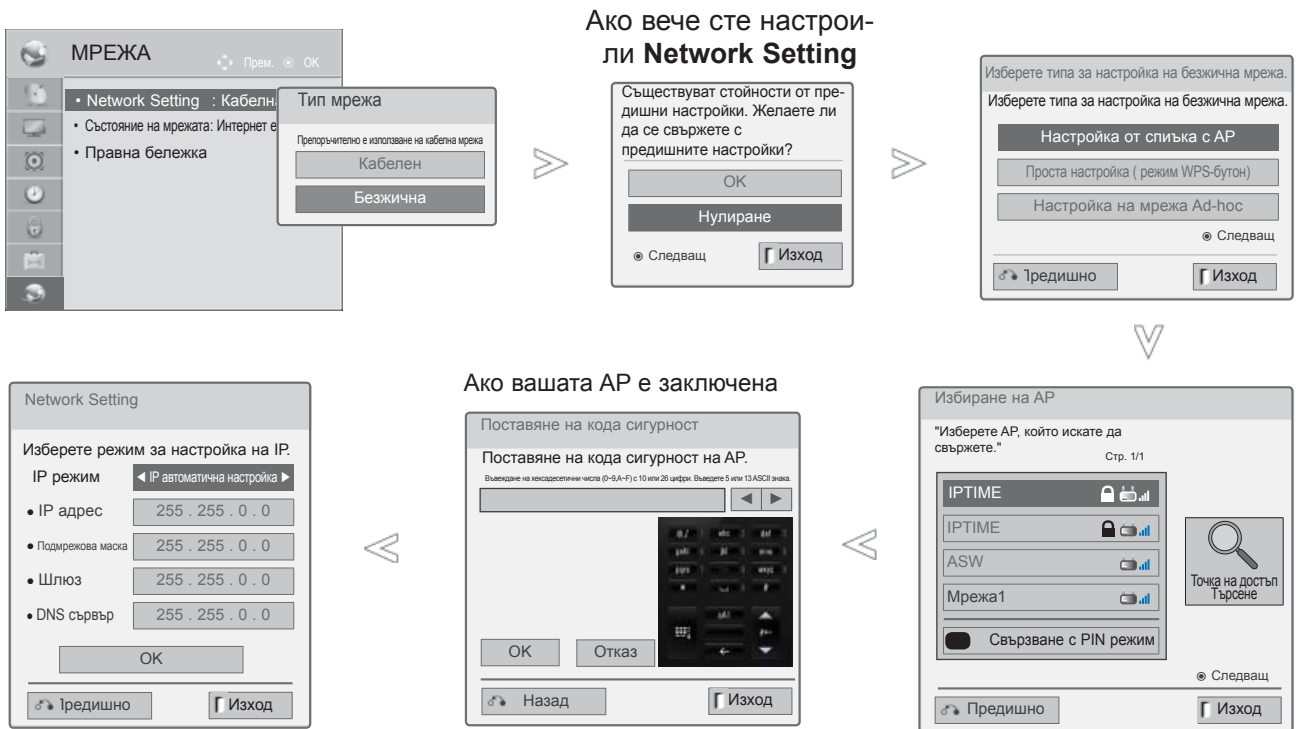 Ако вече сте настрои-
ли Network Setting
МРЕЖА
Прем. OK
• Network Setting : Кабелна
• Състояние на мрежата: Интернет е
• Правна бележка
Тип мрежа
Препоръчително е използване на кабелна мрежа
Кабелен
Безжична
Съществуват стойности от пре-
дишни настройки. Желаете ли
да се свържете с
предишните настройки?
OK
Нулиране
Следващ
Изход
Изберете типа за настройка на безжична мрежа.
Изберете типа за настройка на безжична мрежа.
Настройка от спиъка с AP
Проста настройка ( режим WPS-бутон)
Настройка на мрежа Ad-hoc
Следващ
Предишно
Изход
Избиране на AP
"Изберете AP, който искате да
свържете."
Стр. 1/1
IPTIME
IPTIME
ASW
Мрежа1
Свързване с PIN режим
Точка на достъп
Търсене
Следващ
Предишно
Изход
Ако вашата AP е заключена
Поставяне на кода сигурност
Поставяне на кода сигурност на AP.
Въвеждане на хексадесетични числа (0~9,A~F) с 10 или 26 цифри. Въведете 5 или 13 ASCII знака.
OK
Отказ
Назад
Изход
Network Setting
Изберете режим за настройка на IP.
IP режим
◀ IP автоматична настройка ▶
• IP адрес
255 . 255 . 0 . 0
• Подмрежова маска
255 . 255 . 0 . 0
• Шлюз
255 . 255 . 0 . 0
• DNS сървър
255 . 255 . 0 . 0
OK
Предишно
Изход